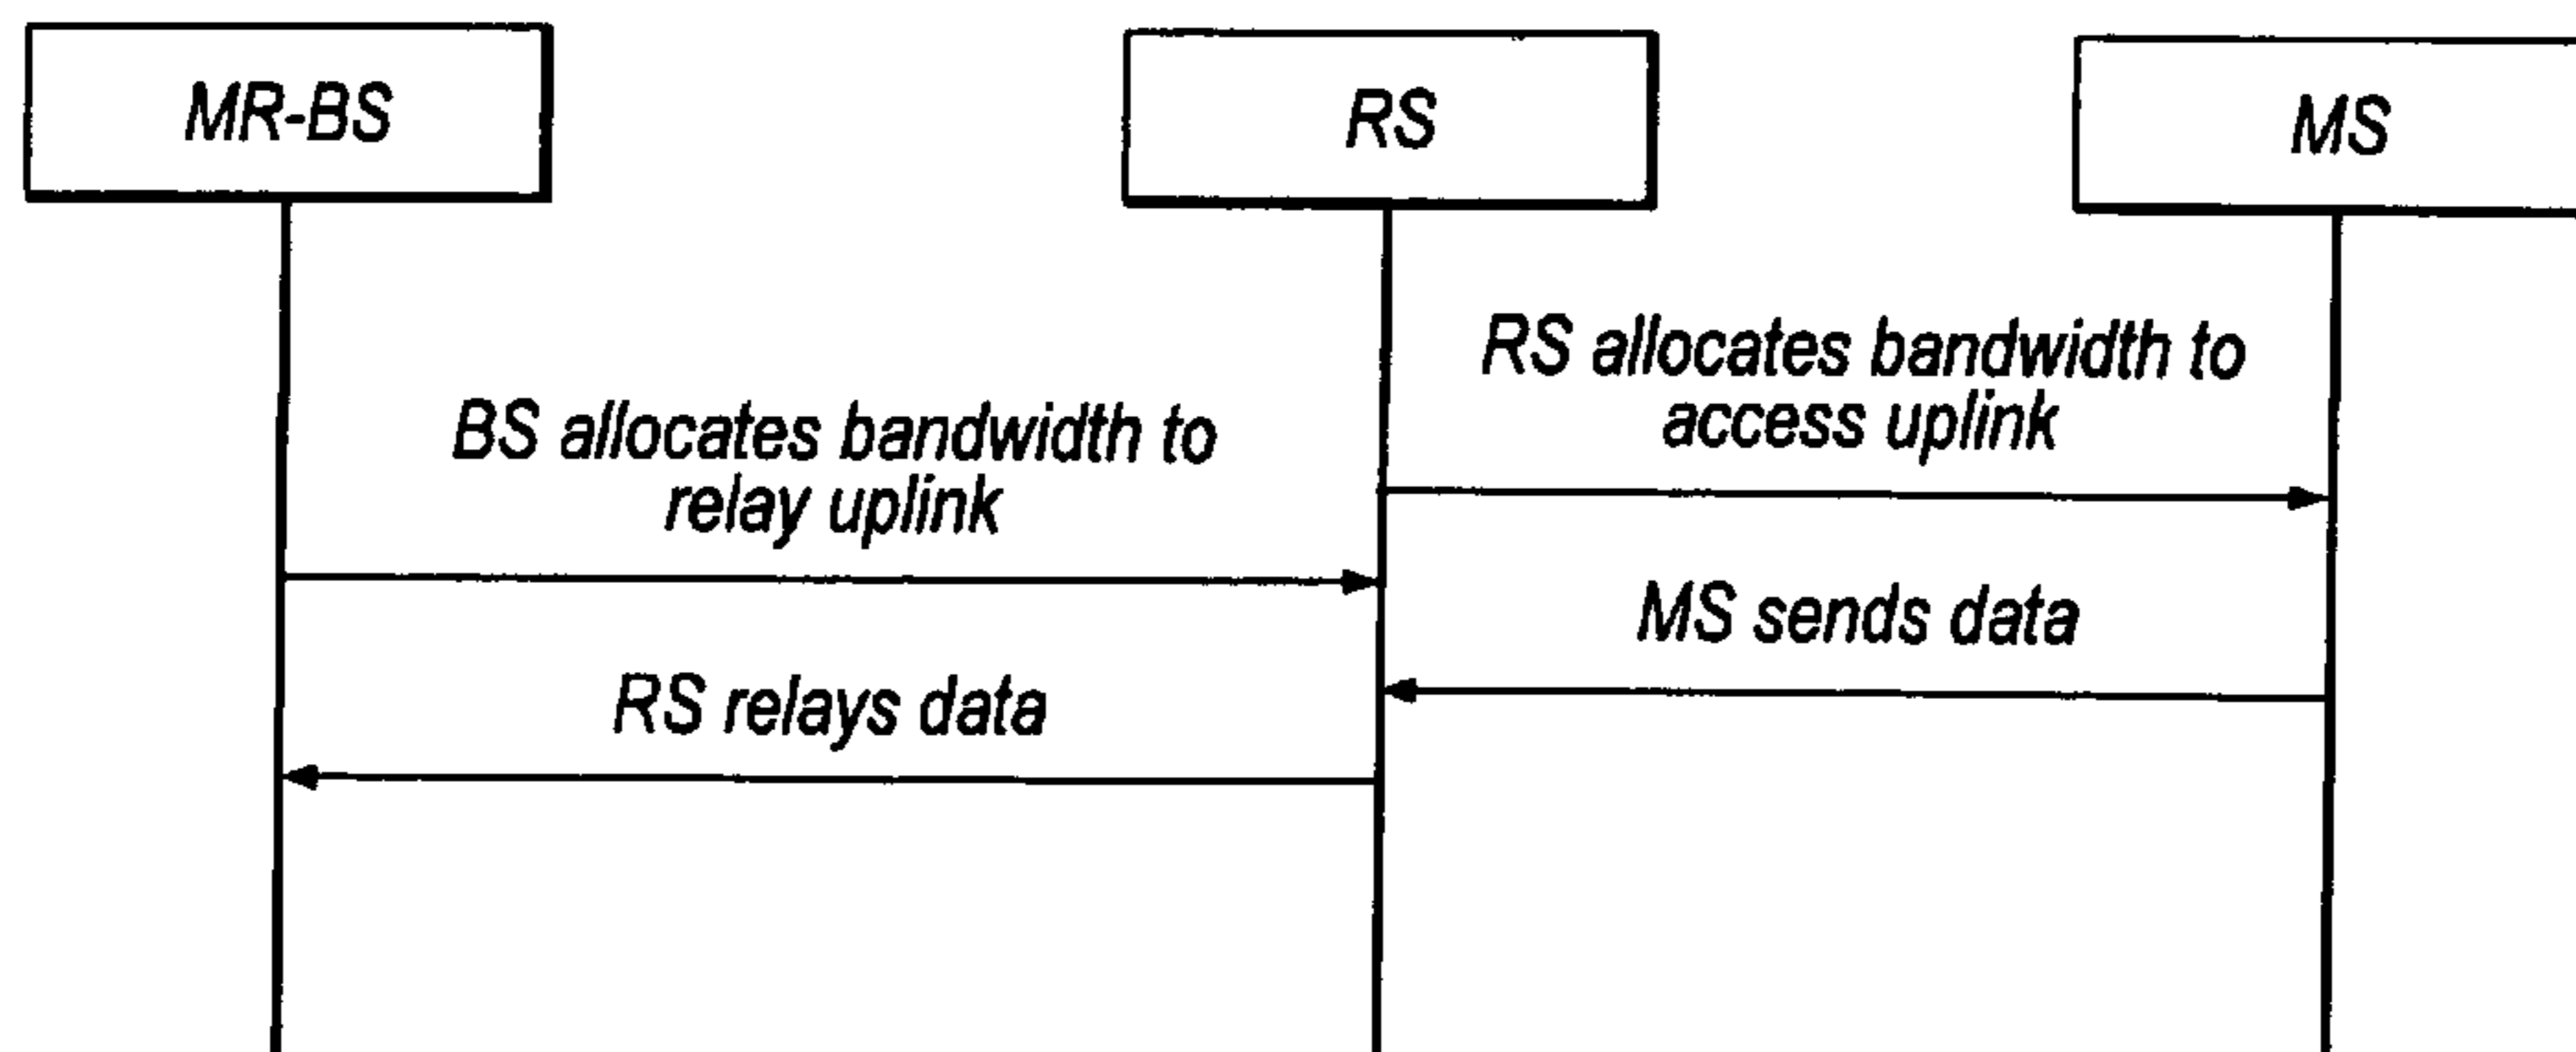 MR-BS
RS
MS
RS allocates bandwidth to
access uplink
BS allocates bandwidth to
relay uplink
MS sends data
RS relays data